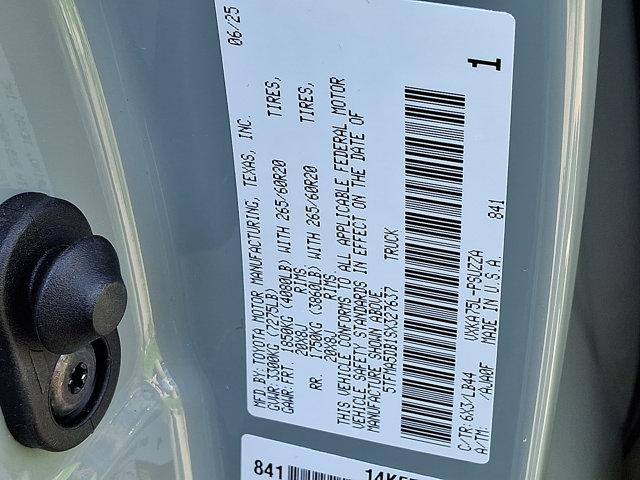 MFD.BY: TOYOTA MOTOR MANUFACTURING, TEXAS, INC. 06/25
GVWR 3300KG (7275LB)
GAWR FRT. 1850KG (4080LB) WITH 265/60R20 TIRES,
20X8J RIMS,
RR. 1750KG (3860LB) WITH 265/60R20 TIRES,
20X8J RIMS.
THIS VEHICLE CONFORMS TO ALL APPLICABLE FEDERAL MOTOR
VEHICLE SAFETY STANDARDS IN EFFECT ON THE DATE OF
MANUFACTURE SHOWN ABOVE.
5TFMA5DB1SX327637 TRUCK
1
C/TR: 6X3/LB44 VXKA75L-PSUZZA 841
A/TM: /AJA0F MADE IN U.S.A.
841